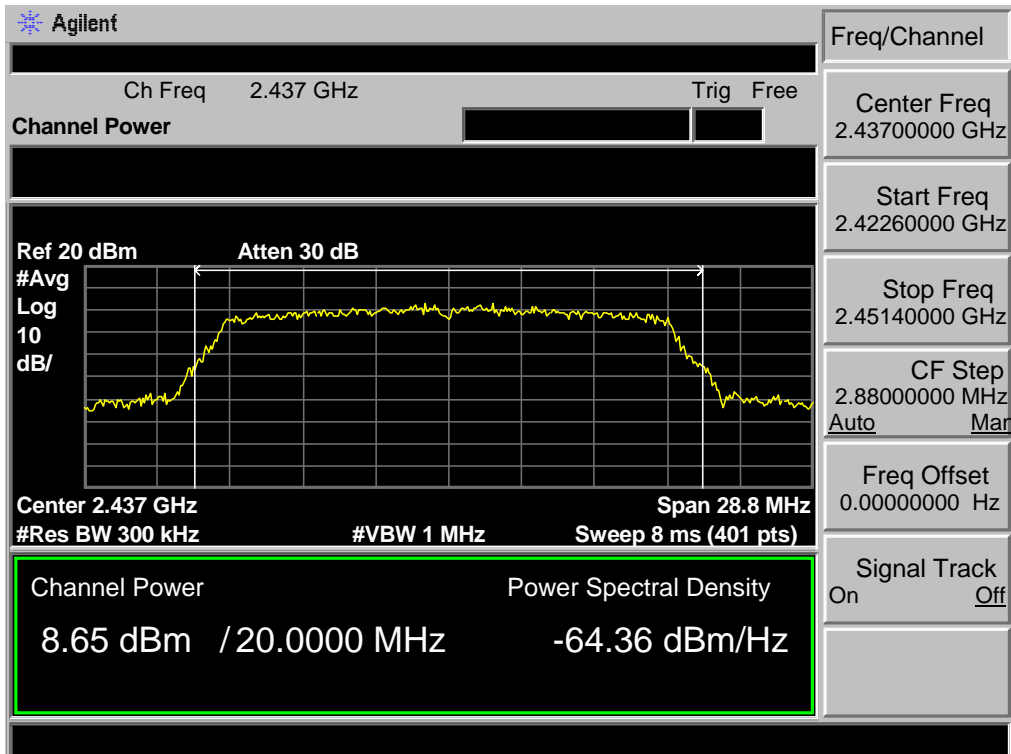 Agilent
Ch Freq 2.437 GHz Trig Free
Channel Power
Ref 20 dBm Atten 30 dB
#Avg
Log
10
dB/
Center 2.437 GHz Span 28.8 MHz
#Res BW 300 kHz #VBW 1 MHz Sweep 8 ms (401 pts)
Channel Power Power Spectral Density
8.65 dBm / 20.0000 MHz -64.36 dBm/Hz
Freq/Channel
Center Freq
2.43700000 GHz
Start Freq
2.42260000 GHz
Stop Freq
2.45140000 GHz
CF Step
2.88000000 MHz
Auto Man
Freq Offset
0.00000000 Hz
Signal Track
On Off